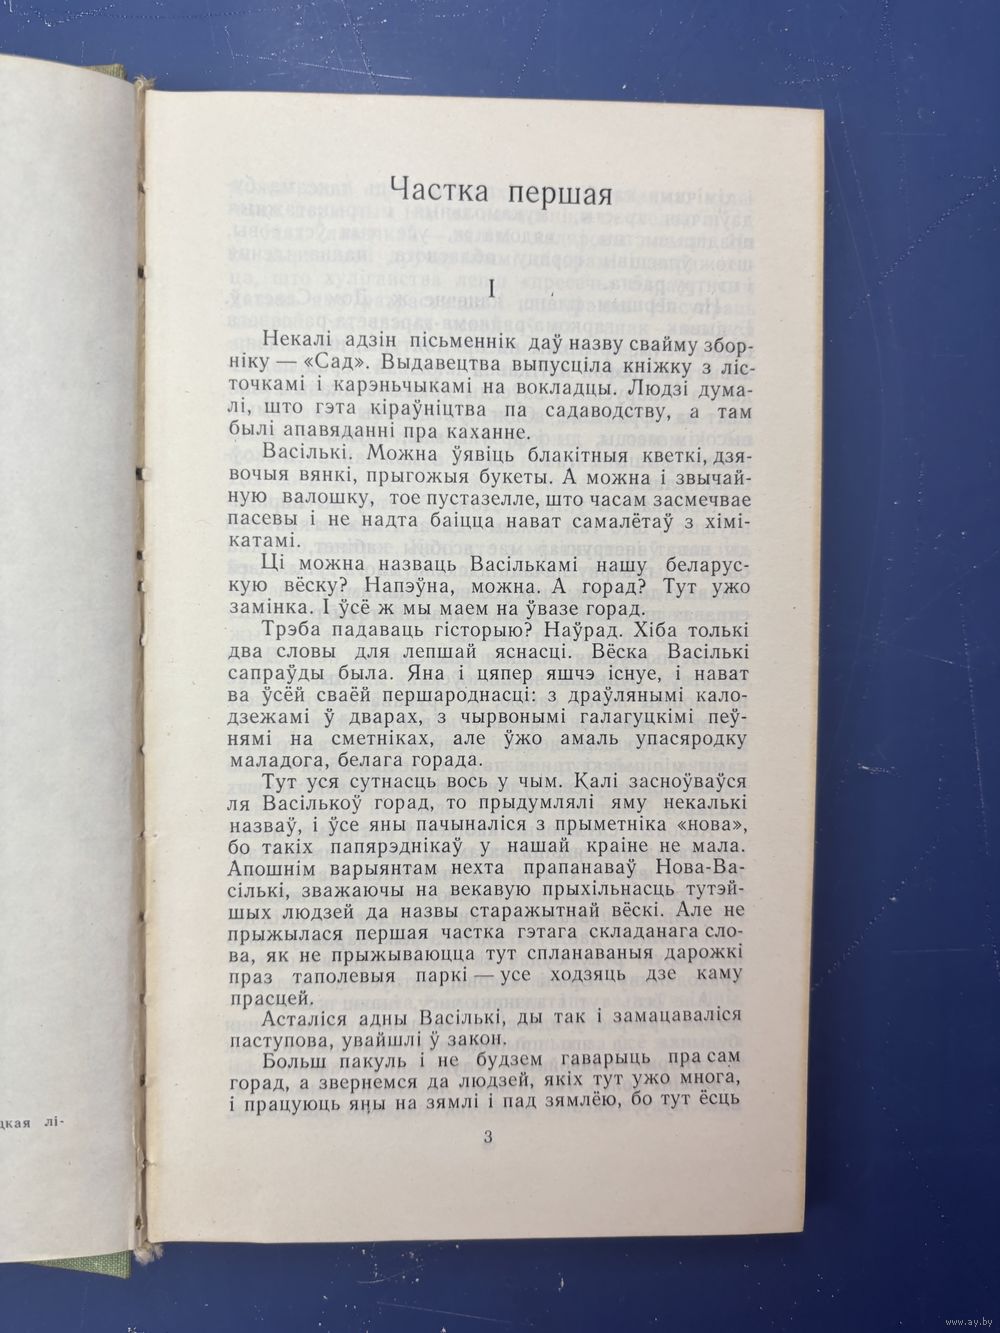 Частка першая
I
Некалі адзін пісьменнік даў назву свайму збор-
ніку — «Сад». Выдавецтва выпусціла кніжку з ліс-
точкамі і карэньчыкамі на вокладцы. Людзі дума-
лі, што гэта кіраўніцтва па садаводству, а там
былі апавяданні пра каханне.
Васількі. Можна ўявіць блакітныя кветкі, дзя-
вочыя вянкі, прыгожыя букеты. А можна і звычай-
ную валошку, тое пустазелле, што часам засмечвае
пасевы і не надта баіцца нават самалётаў з хімі-
катамі.
Ці можна назваць Васількамі нашу беларус-
кую вёску? Напэўна, можна. А горад? Тут ужо
замінка. І ўсё ж мы маем на ўвазе горад.
Трэба падаваць гісторыю? Наўрад. Хіба толькі
два словы для лепшай яснасці. Вёска Васількі
сапраўды была. Яна і цяпер яшчэ існуе, і нават
ва ўсёй сваёй першароднасці: з драўлянымі кало-
дзежамі ў дварах, з чырвонымі галагуцкімі пеў-
нямі на сметніках, але ўжо амаль упасяродку
маладога, белага горада.
Тут уся сутнасць вось у чым. Калі засноўваўся
ля Васількоў горад, то прыдумлялі яму некалькі
назваў, і ўсе яны пачыналіся з прыметніка «нова»,
бо такіх папярэднікаў у нашай краіне не мала.
Апошнім варыянтам нехта прапанаваў Нова-Ва-
сількі, зважаючы на векавую прыхільнасць тутэй-
шых людзей да назвы старажытнай вёскі. Але не
прыжылася першая частка гэтага складанага сло-
ва, як не прыжываюцца тут спланаваныя дарожкі
праз таполевыя паркі — усе ходзяць дзе каму
прасцей.
Асталіся адны Васількі, ды так і замацаваліся
паступова, увайшлі ў закон.
Больш пакуль і не будзем гаварыць пра сам
горад, а звернемся да людзей, якіх тут ужо многа,
і працуюць яны на зямлі і пад зямлёю, бо тут ёсць
3
цкая лі-
www.ay.by